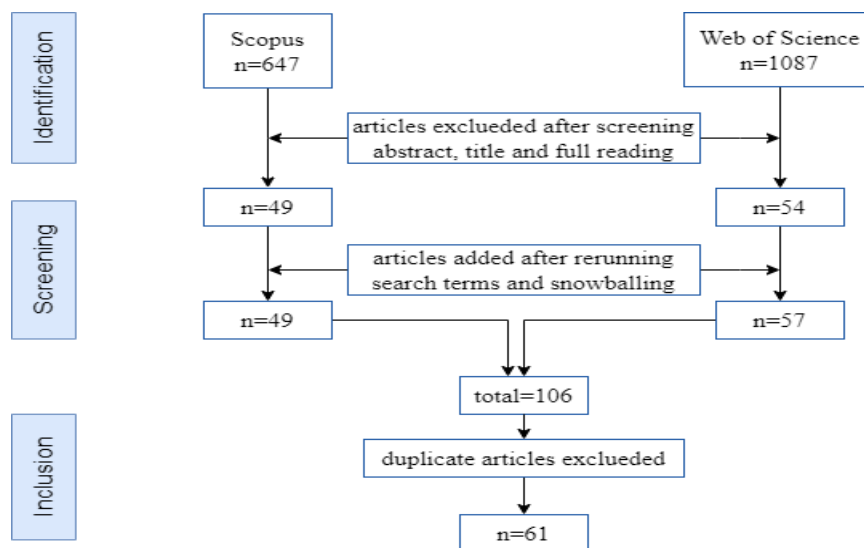 Identification
Scopus
n=647
Web of Science
n=1087
articles exclueded after screening
abstract, title and full reading
Screening
n=49
n=54
articles added after rerunning
search terms and snowballing
n=49
n=57
total=106
Inclusion
duplicate articles exclueded
n=61